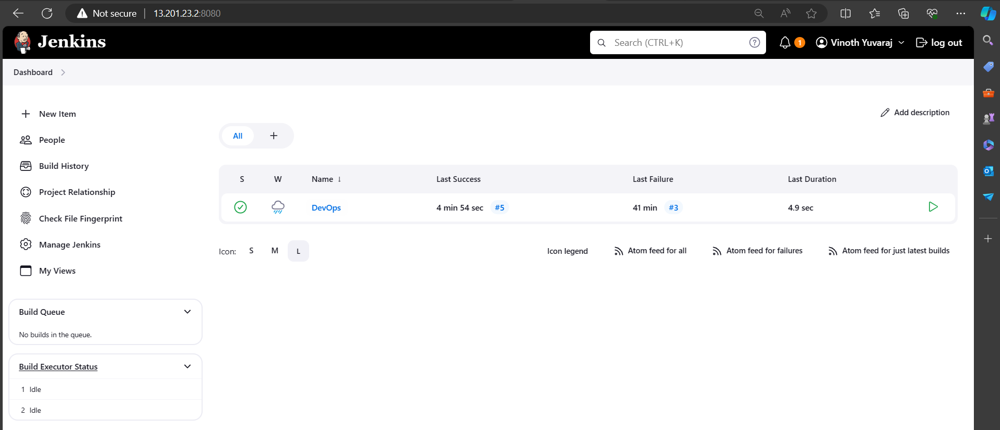 Not secure 13.201.23.2:8080
Jenkins
Search (CTRL+K)
1
Vinoth Yuvaraj
log out
Dashboard
New Item
People
Build History
Project Relationship
Check File Fingerprint
Manage Jenkins
My Views
Build Queue
No builds in the queue.
Build Executor Status
1 Idle
2 Idle
Add description
All
S W Name ↓ Last Success Last Failure Last Duration
DevOps 4 min 54 sec #5 41 min #3 4.9 sec
Icon: S M L
Icon legend
Atom feed for all
Atom feed for failures
Atom feed for just latest builds